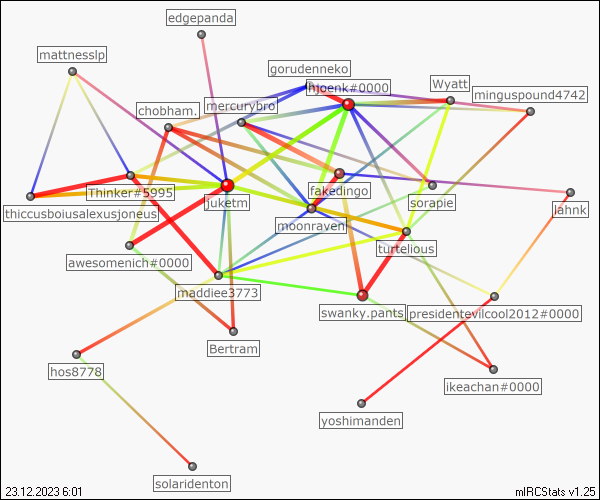 edgepanda
mattnesslp
gorudenneko
hjoenk#0000
Wyatt
minguspound4742
chobham.
mercurybro
Thinker#5995
fakedingo
thiccusboiusalexusjoneus
juketm
sorapie
lahnk
moonraven
turtelous
awesomenich#0000
maddiee3773
swanky.pants
presidentevilcool2012#0000
Bertram
hos8778
ikeachan#0000
yoshimanden
solaridenton
23.12.2023 6:01
mIRCStats v1.25